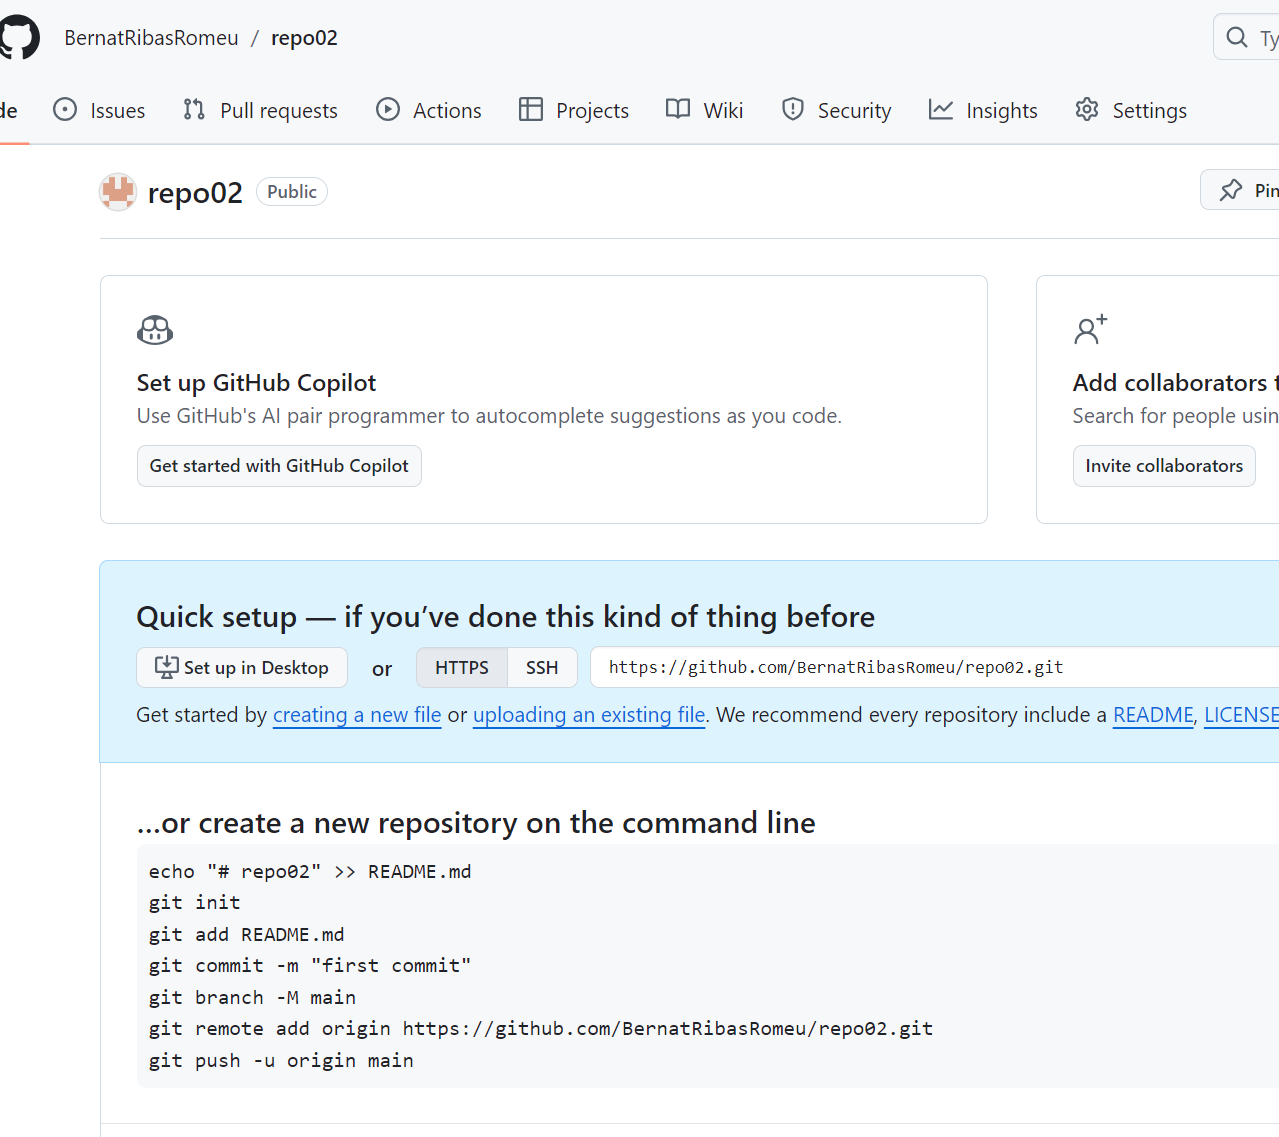 BernatRibasRomeu / repo02
Issues Pull requests Actions Projects Wiki Security Insights Settings
repo02 Public
Set up GitHub Copilot
Use GitHub's AI pair programmer to autocomplete suggestions as you code.
Get started with GitHub Copilot
Add collaborators
Search for people
Invite collaborators
Quick setup — if you’ve done this kind of thing before
Set up in Desktop or HTTPS SSH https://github.com/BernatRibasRomeu/repo02.git
Get started by creating a new file or uploading an existing file. We recommend every repository include a README, LICENSE
…or create a new repository on the command line
echo "# repo02" >> README.md
git init
git add README.md
git commit -m "first commit"
git branch -M main
git remote add origin https://github.com/BernatRibasRomeu/repo02.git
git push -u origin main